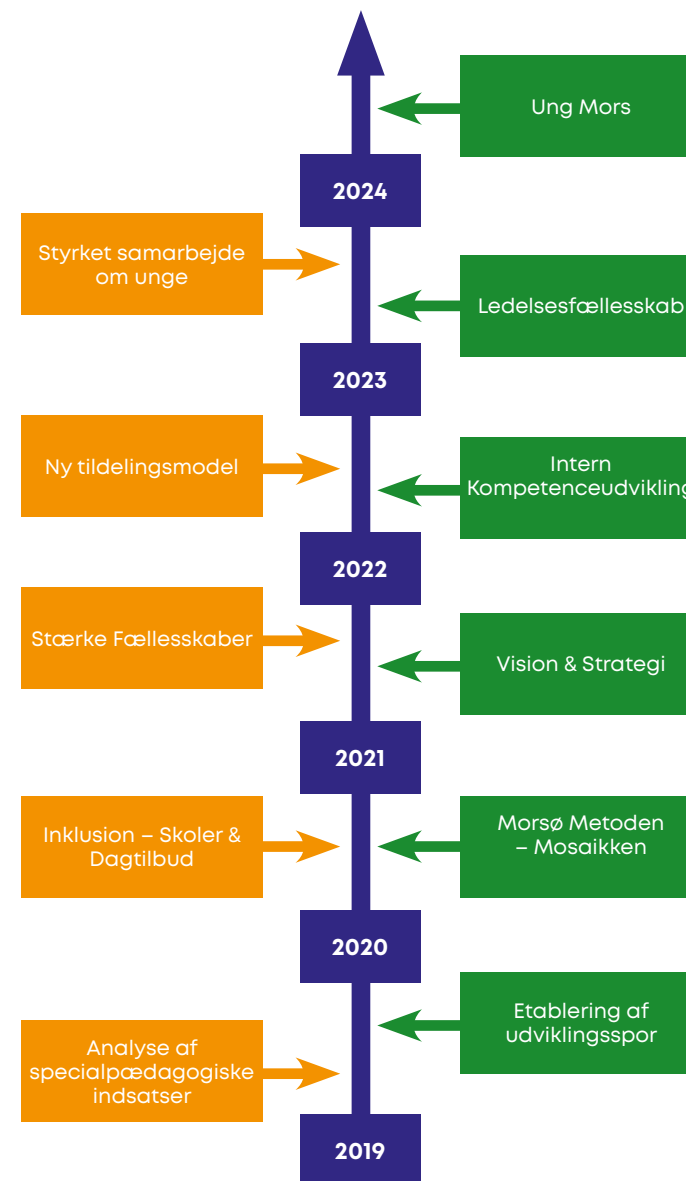 Ung Mors
2024
Styrket samarbejde
om unge
Ledelsesfællesskab
2023
Ny tildelingsmodel
Intern
Kompetenceudvikling
2022
Stærke Fællesskaber
Vision & Strategi
2021
Inklusion – Skoler &
Dagtilbud
Morsø Metoden
– Mosaikken
2020
Etablering af
udviklingsspor
Analyse af
specialpædagogiske
indsatser
2019